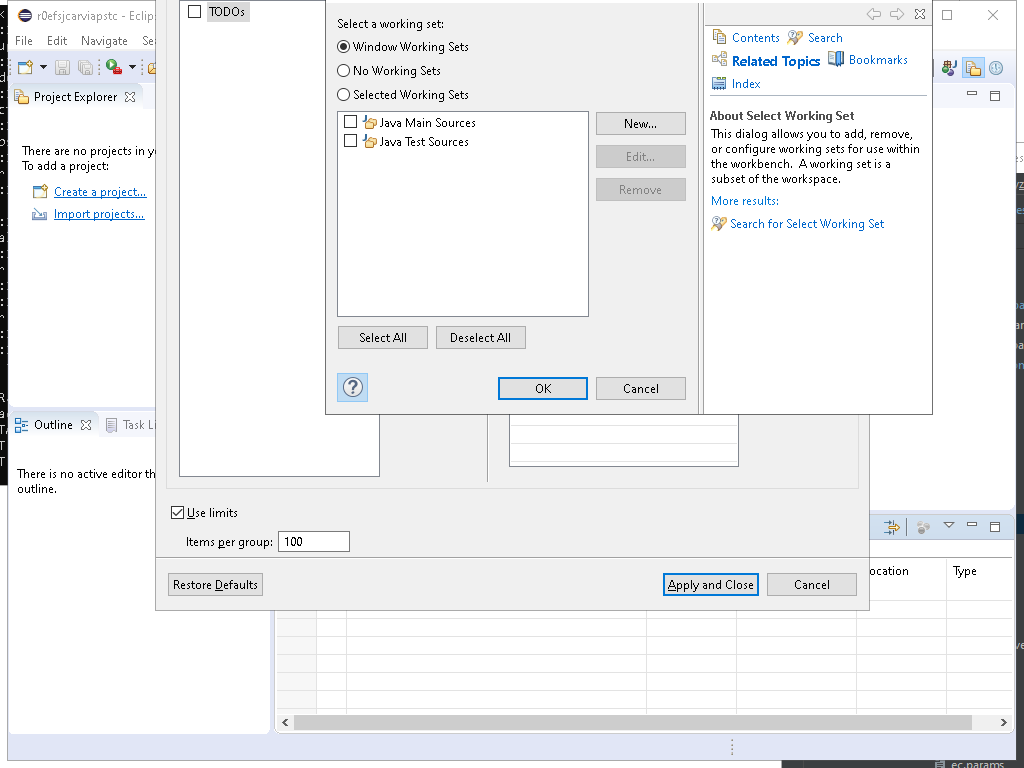 r0efsjcarviapstc - Eclip
File Edit Navigate Se
Project Explorer
There are no projects in yo
To add a project:
Create a project...
Import projects...
Outline
Task Li
There is no active editor th
outline.
TODOs
Select a working set:
Window Working Sets
No Working Sets
Selected Working Sets
Java Main Sources
Java Test Sources
New...
Edit...
Remove
Select All
Deselect All
OK
Cancel
Contents
Search
Related Topics
Bookmarks
Index
About Select Working Set
This dialog allows you to add, remove,
or configure working sets for use within
the workbench. A working set is a
subset of the workspace.
More results:
Search for Select Working Set
Use limits
Items per group: 100
Restore Defaults
Apply and Close
Cancel
ocation
Type
ec.params